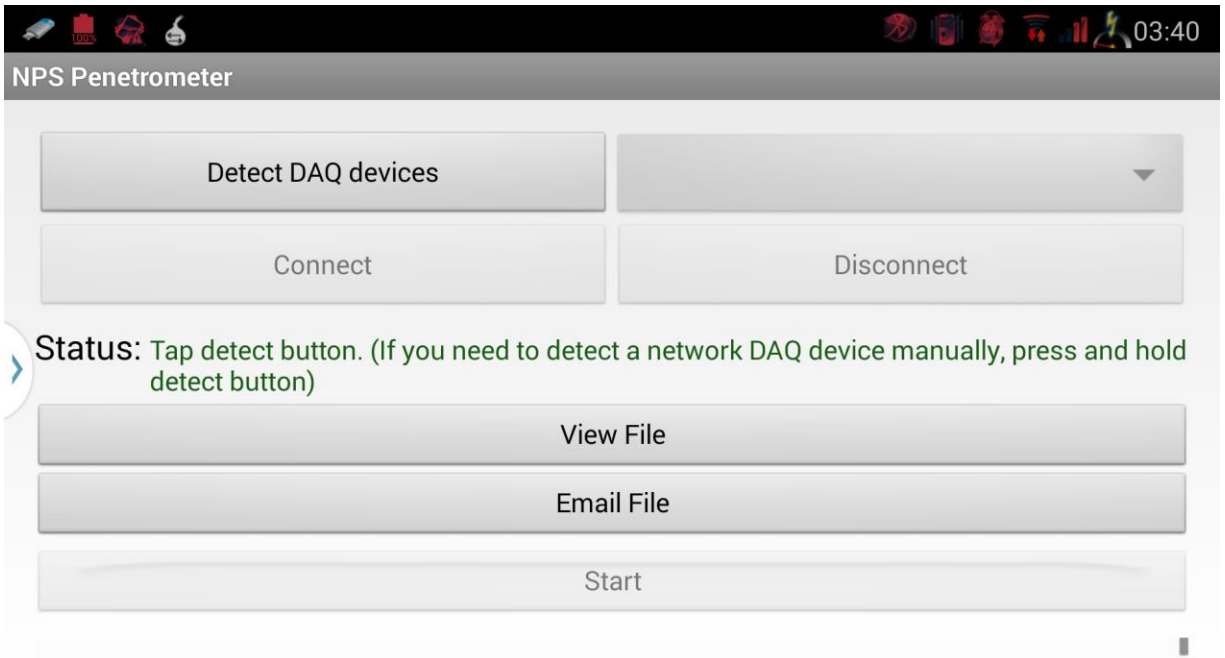 100%
03:40
NPS Penetrometer
Detect DAQ devices
Connect
Disconnect
Status: Tap detect button. (If you need to detect a network DAQ device manually, press and hold
detect button)
View File
Email File
Start